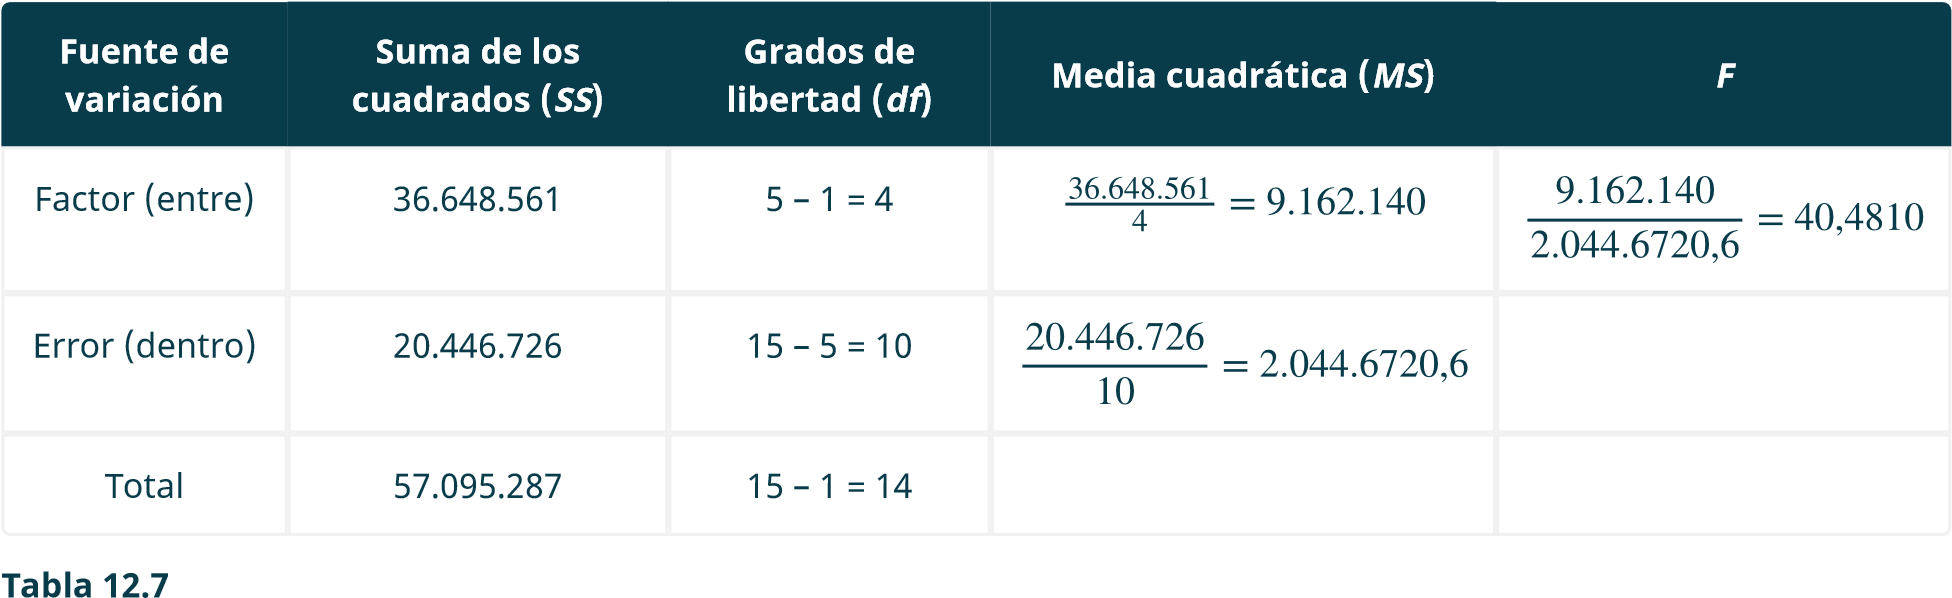 Fuente de variación | Suma de los cuadrados (SS) | Grados de libertad (df) | Media cuadrática (MS) | F
Factor (entre) | 36.648.561 | 5 – 1 = 4 | 36.648.561 / 4 = 9.162.140 | 9.162.140 / 2.044.6720,6 = 40,4810
Error (dentro) | 20.446.726 | 15 – 5 = 10 | 20.446.726 / 10 = 2.044.6720,6
Total | 57.095.287 | 15 – 1 = 14
Tabla 12.7